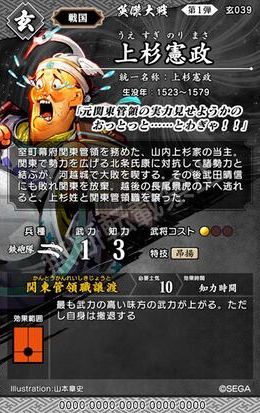 玄
戦国
英傑大戦
第1弾
玄039
うえすぎのりまさ
上杉憲政
統一名称：上杉憲政
生没年：1523～1579
「元関東管領の実力見せようかの
おっとっと……とわぎゃ！！」
室町幕府関東管領を務めた、山内上杉家の当主。
関東で勢力を広げる北条氏康に対抗して諸勢力と
結ぶが、河越城で大敗を喫する。その後武田晴信
にも敗れ関東を放棄。越後の長尾景虎の下へ逃れ
ると、上杉姓と関東管領職を譲った。
兵種
武力
知力
武将コスト
鉄砲隊
1
3
特技
昂揚
かんとうかんれいしきじょうと
関東管領職譲渡
必要士気
10
効果時間
知力時間
効果範囲
最も武力の高い味方の武力が上がる。ただ
し自身は撤退する
Illustration:山本章史
©SEGA
0000-0000-0000-0000-0000